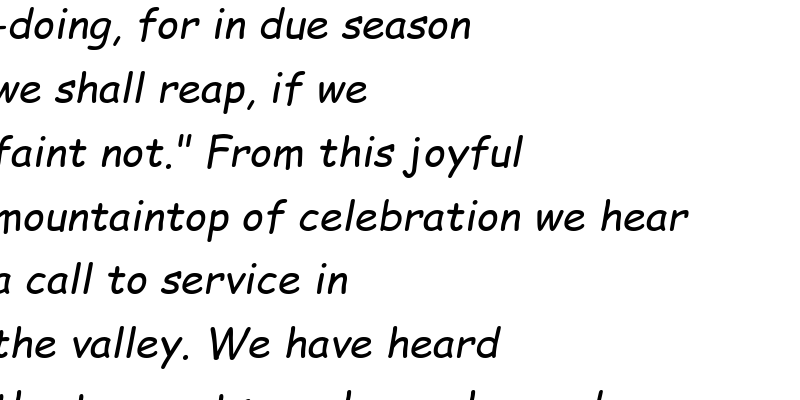 -doing, for in due season
we shall reap, if we
faint not." From this joyful
mountaintop of celebration we hear
a call to service in
the valley. We have heard